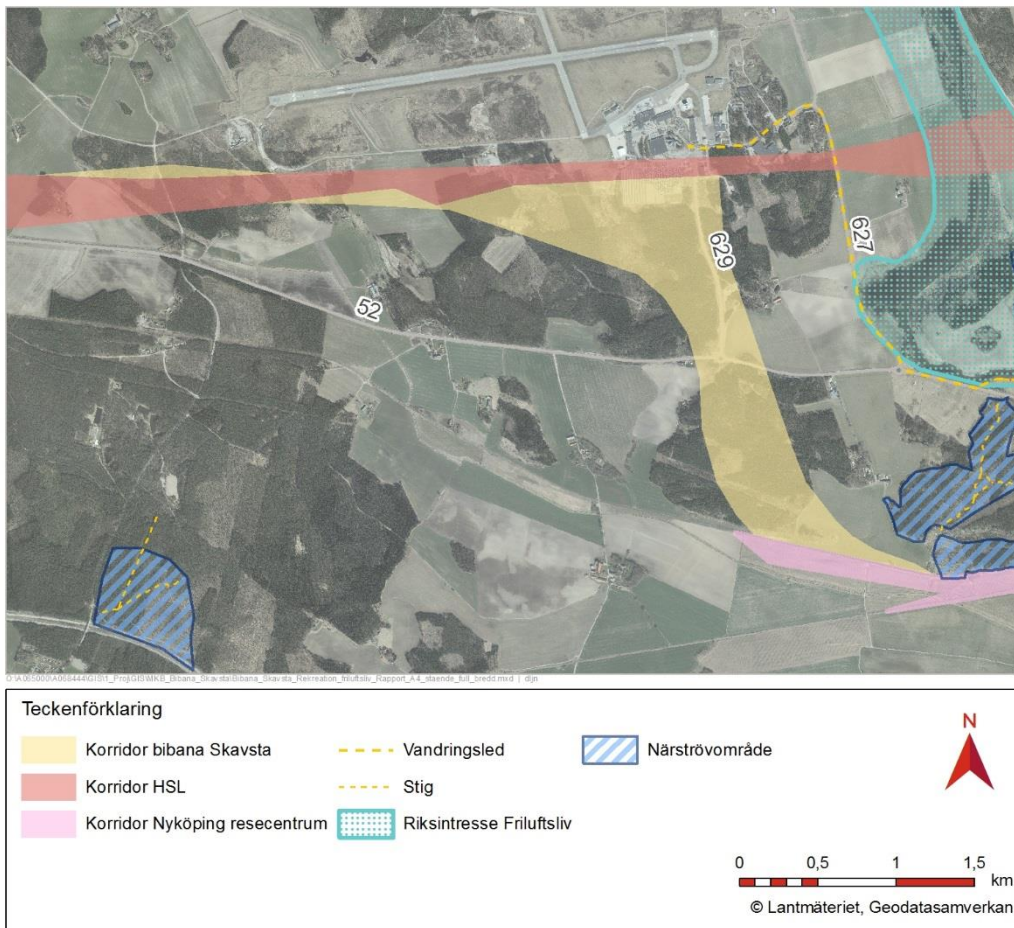 629
627
52
O:\A065000\A068444\GIS\1_Proj\GIS\MKB_Bibana_Skavsta\Bibana_Skavsta_Rekreation_friluftsliv_Rapport_A4_staende_full_bredd.mxd | dljn
Teckenförklaring
Korridor bibana Skavsta
Korridor HSL
Korridor Nyköping resecentrum
Vandringsled
Stig
Riksintresse Friluftsliv
Närströvområde
N
0 0,5 1 1,5
km
© Lantmäteriet, Geodatasamverkan